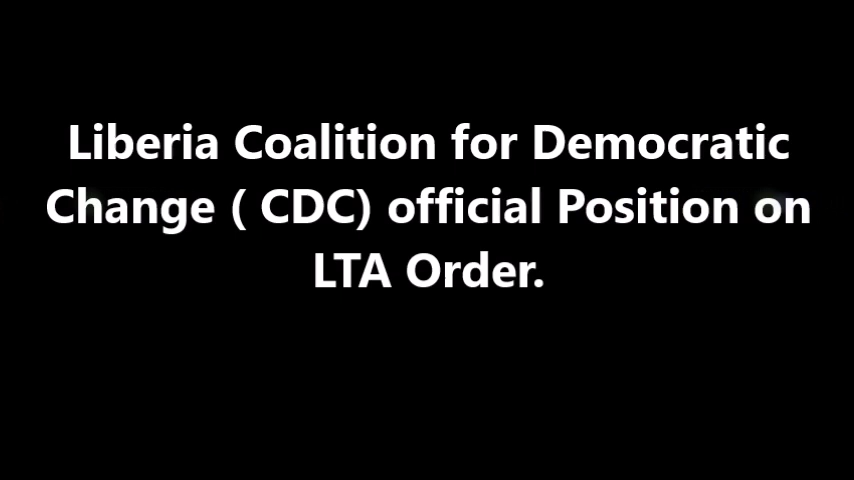 Liberia Coalition for Democratic
Change ( CDC) official Position on
LTA Order.